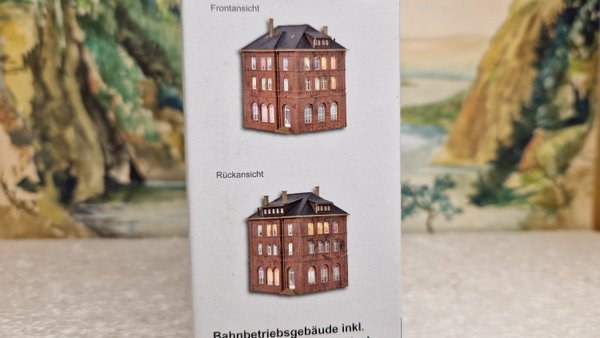 Frontansicht
Rückansicht
Bahnbetriebsgebäude inkl.